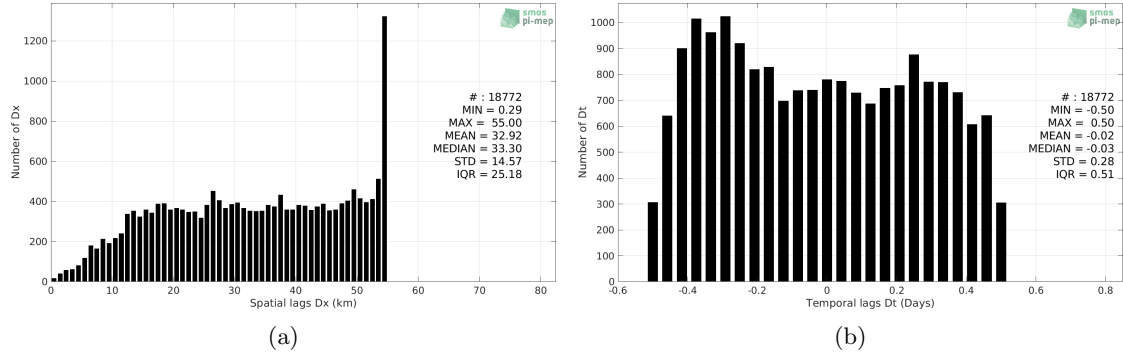 smos
pi-mep
1200
1000
800
600
400
200
0
0
10
20
30
40
50
60
70
80
Number of Dx
Spatial lags Dx (km)
# : 18772
MIN = 0.29
MAX = 55.00
MEAN = 32.92
MEDIAN = 33.30
STD = 14.57
IQR = 25.18
(a)
smos
pi-mep
1000
900
800
700
600
500
400
300
200
100
0
-0.6
-0.4
-0.2
0
0.2
0.4
0.6
0.8
Number of Dt
Temporal lags Dt (Days)
# : 18772
MIN = -0.50
MAX = 0.50
MEAN = -0.02
MEDIAN = -0.03
STD = 0.28
IQR = 0.51
(b)